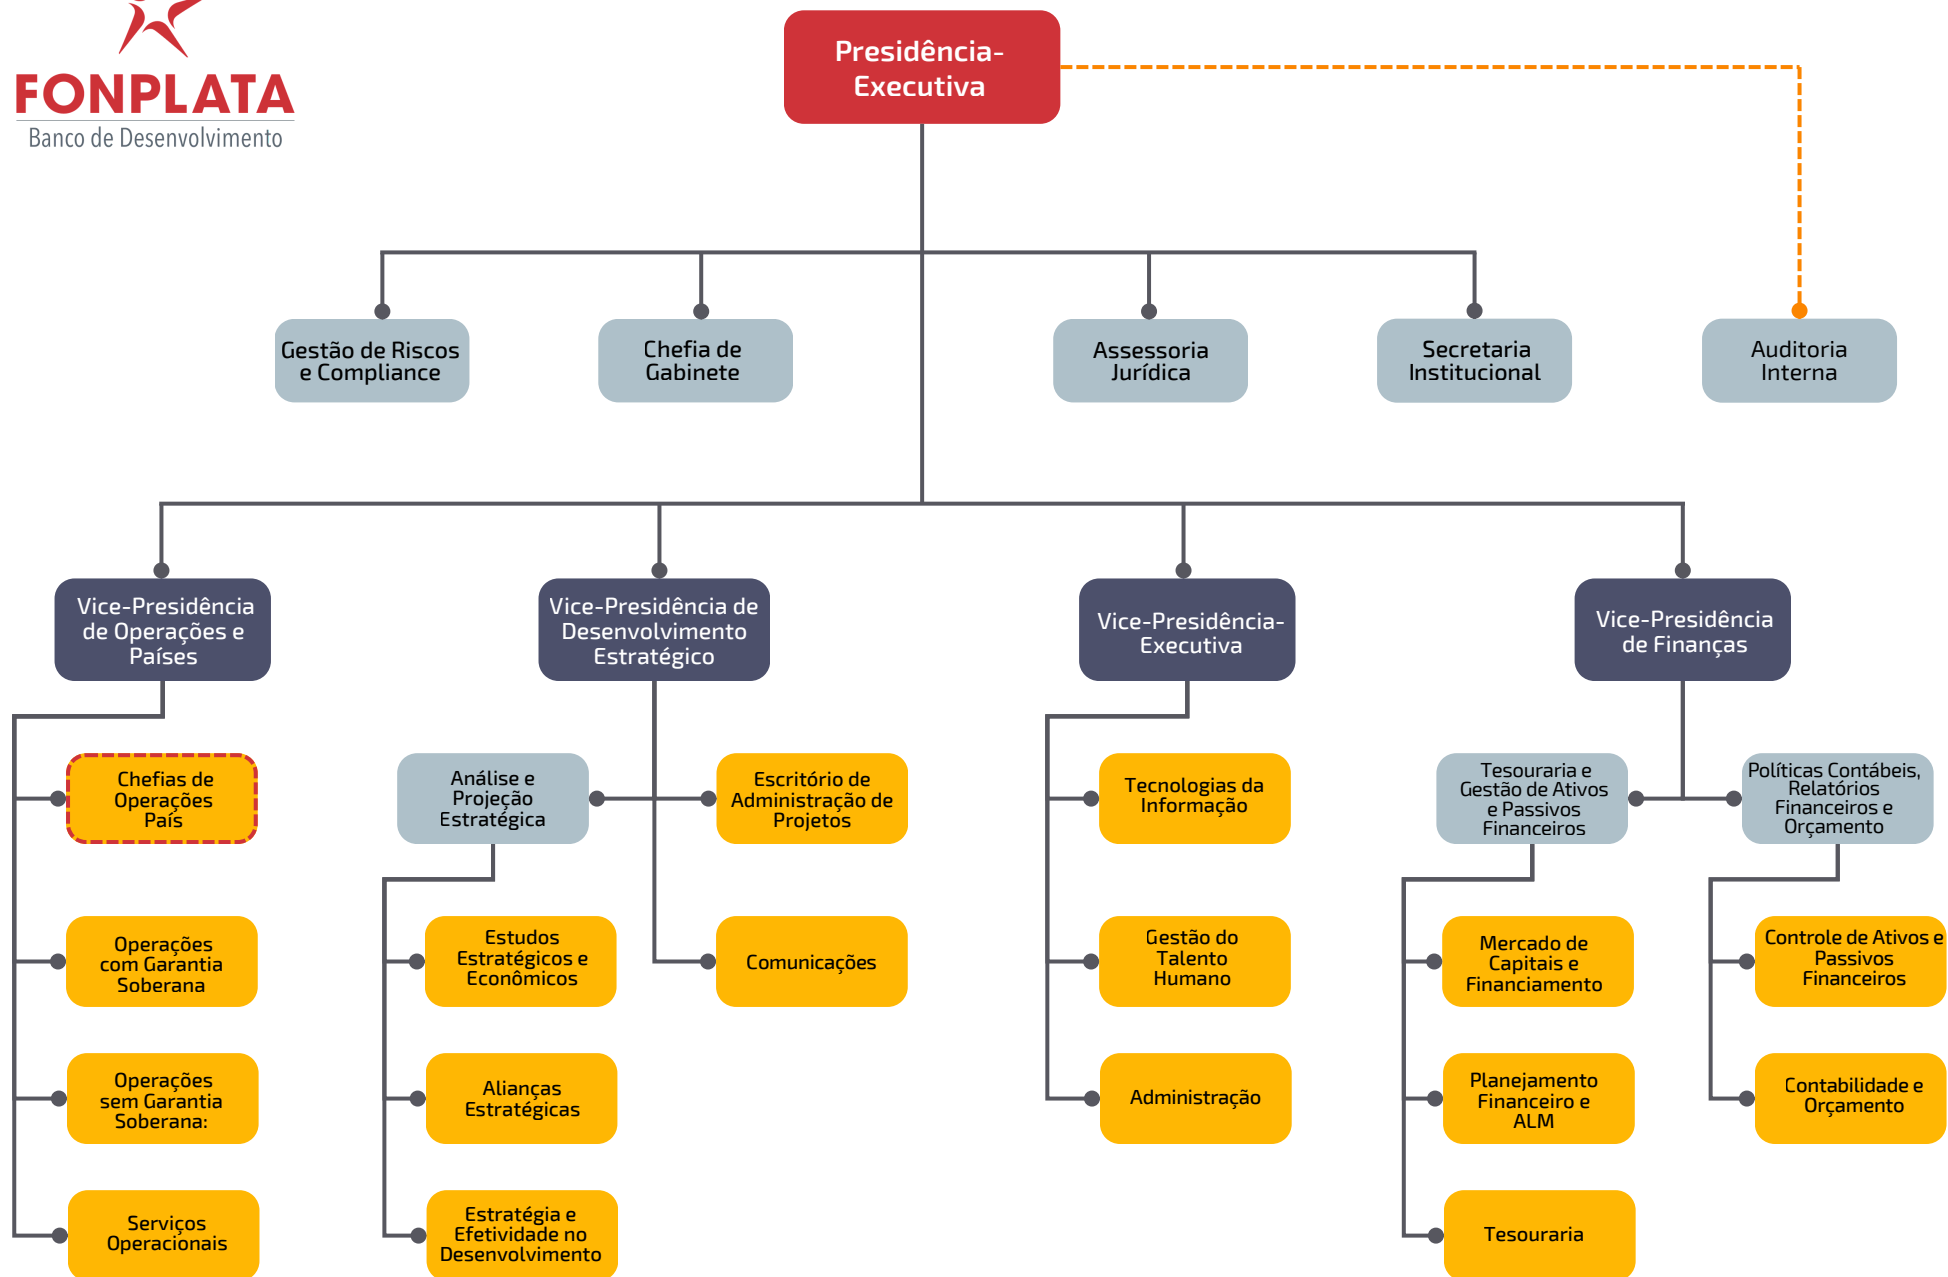 FONPLATA
Banco de Desenvolvimento
Presidência-
Executiva
Gestão de Riscos
e Compliance
Chefia de
Gabinete
Assessoria
Jurídica
Secretaria
Institucional
Auditoria
Interna
Vice-Presidência
de Operações e
Países
Vice-Presidência de
Desenvolvimento
Estratégico
Vice-Presidência-
Executiva
Vice-Presidência
de Finanças
Chefias de
Operações
País
Operações
com Garantia
Soberana
Operações
sem Garantia
Soberana:
Serviços
Operacionais
Análise e
Projeção
Estratégica
Estudos
Estratégicos e
Econômicos
Alianças
Estratégicas
Estratégia e
Efetividade no
Desenvolvimento
Escritório de
Administração de
Projetos
Comunicações
Tecnologias da
Informação
Gestão do
Talento
Humano
Administração
Tesouraria e
Gestão de Ativos
e Passivos
Financeiros
Mercado de
Capitais e
Financiamento
Planejamento
Financeiro e
ALM
Tesouraria
Políticas Contábeis,
Relatórios
Financeiros e
Orçamento
Controle de Ativos e
Passivos
Financeiros
Contabilidade e
Orçamento